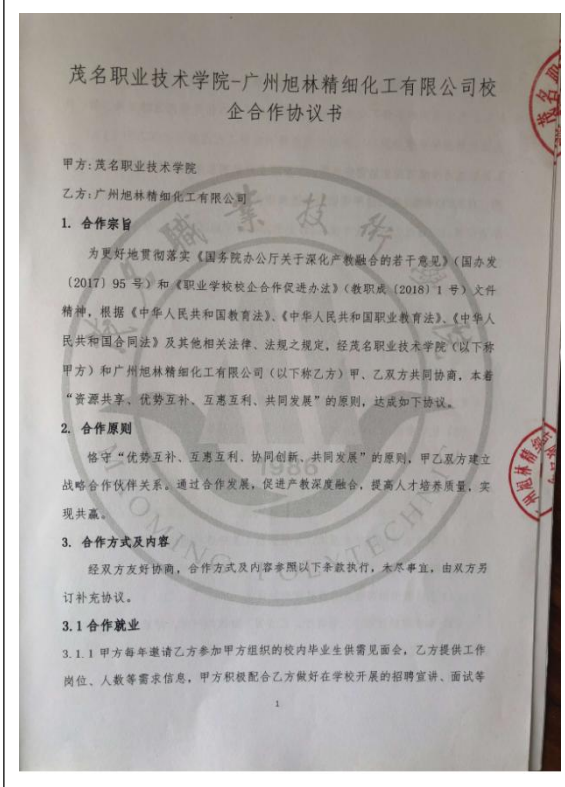 茂名职业技术学院-广州旭林精细化工有限公司校
企合作协议书
甲方:茂名职业技术学院
乙方:广州旭林精细化工有限公司
1. 合作宗旨
为更好地贯彻落实《国务院办公厅关于深化产教融合的若干意见》(国办发
〔2017〕95 号)和《职业学校校企合作促进办法》(教职成〔2018〕1 号)文件
精神，根据《中华人民共和国教育法》、《中华人民共和国职业教育法》、《中华人
民共和国合同法》及其他相关法律、法规之规定，经茂名职业技术学院（以下称
甲方）和广州旭林精细化工有限公司（以下称乙方）甲、乙双方共同协商，本着
“资源共享、优势互补、互惠互利、共同发展”的原则，达成如下协议。
2. 合作原则
恪守“优势互补、互惠互利、协同创新、共同发展”的原则，甲乙双方建立
战略合作伙伴关系。通过合作发展，促进产教深度融合，提高人才培养质量，实
现共赢。
3. 合作方式及内容
经双方友好协商，合作方式及内容参照以下条款执行，未尽事宜，由双方另
订补充协议。
3.1 合作就业
3.1.1 甲方每年邀请乙方参加甲方组织的校内毕业生供需见面会，乙方提供工作
岗位、人数等需求信息，甲方积极配合乙方做好在学校开展的招聘宣讲、面试等
1
茂名職業技術學院
1986
MAOMING POLYTECHNIC
茂名职
州旭林精